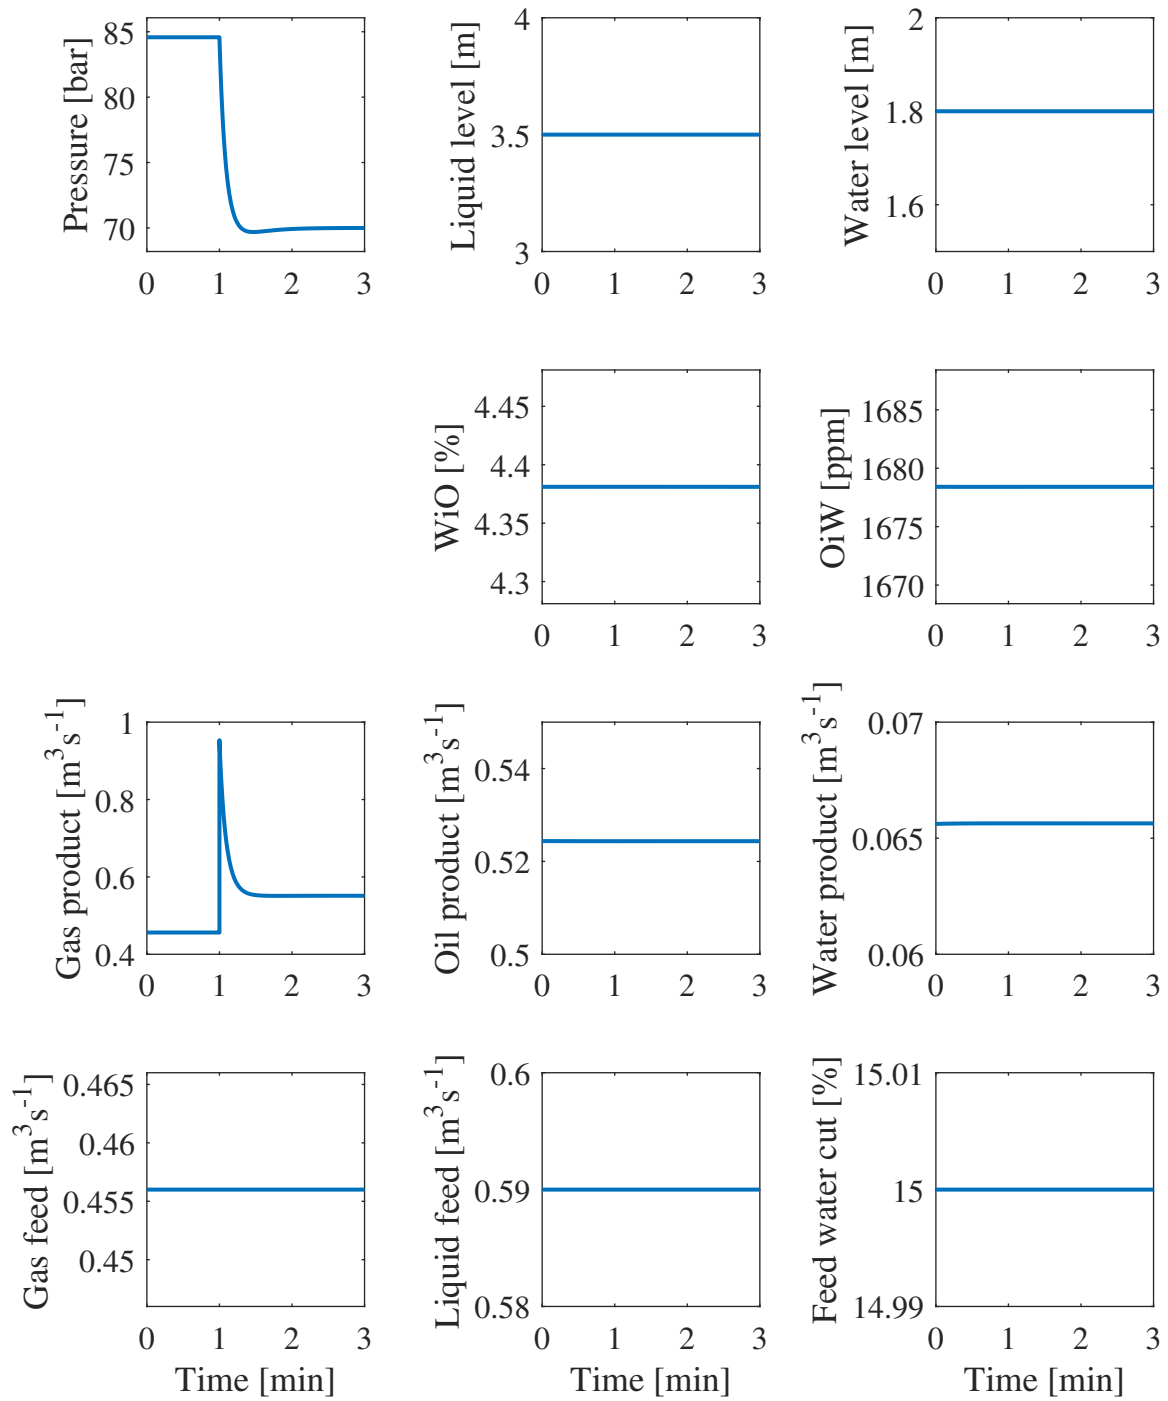 Pressure [bar]
85
80
75
70
0 1 2 3
Liquid level [m]
4
3.5
3
0 1 2 3
Water level [m]
2
1.8
1.6
0 1 2 3
WiO [%]
4.45
4.4
4.35
4.3
0 1 2 3
OiW [ppm]
1685
1680
1675
1670
0 1 2 3
Gas product [m³s⁻¹]
1
0.8
0.6
0.4
0 1 2 3
Oil product [m³s⁻¹]
0.54
0.52
0.5
0 1 2 3
Water product [m³s⁻¹]
0.07
0.065
0.06
0 1 2 3
Gas feed [m³s⁻¹]
0.465
0.46
0.455
0.45
0 1 2 3
Time [min]
Liquid feed [m³s⁻¹]
0.6
0.59
0.58
0 1 2 3
Time [min]
Feed water cut [%]
15.01
15
14.99
0 1 2 3
Time [min]